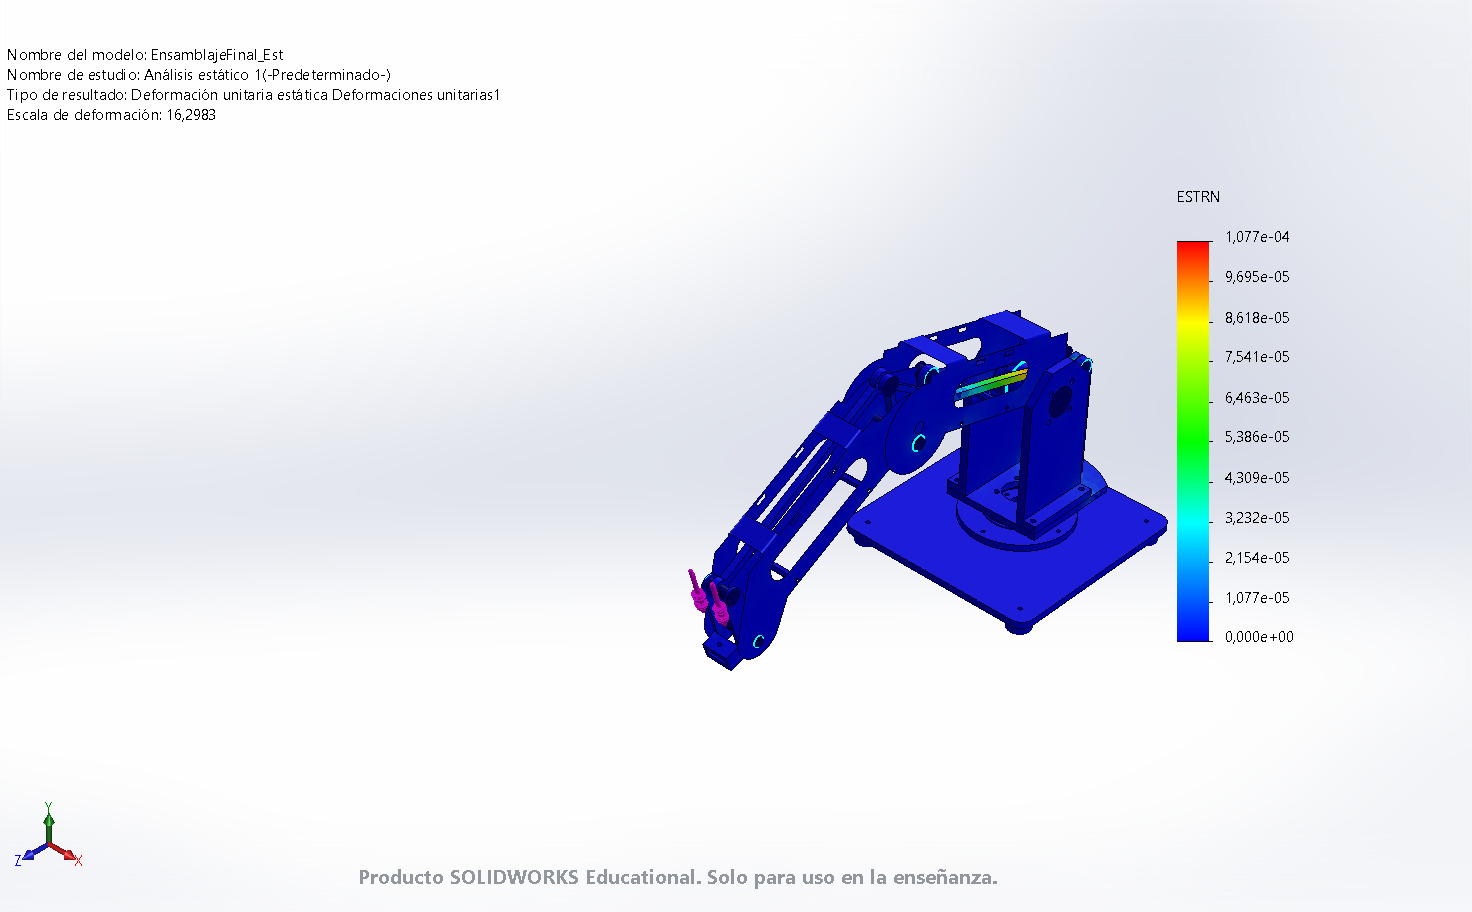 Nombre del modelo: EnsamblajeFinal_Est
Nombre de estudio: Análisis estático 1(-Predeterminado-)
Tipo de resultado: Deformación unitaria estática Deformaciones unitarias1
Escala de deformación: 16,2983
ESTRN
1,077e-04
9,695e-05
8,618e-05
7,541e-05
6,463e-05
5,386e-05
4,309e-05
3,232e-05
2,154e-05
1,077e-05
0,000e+00
Y
Z
X
Producto SOLIDWORKS Educational. Solo para uso en la enseñanza.